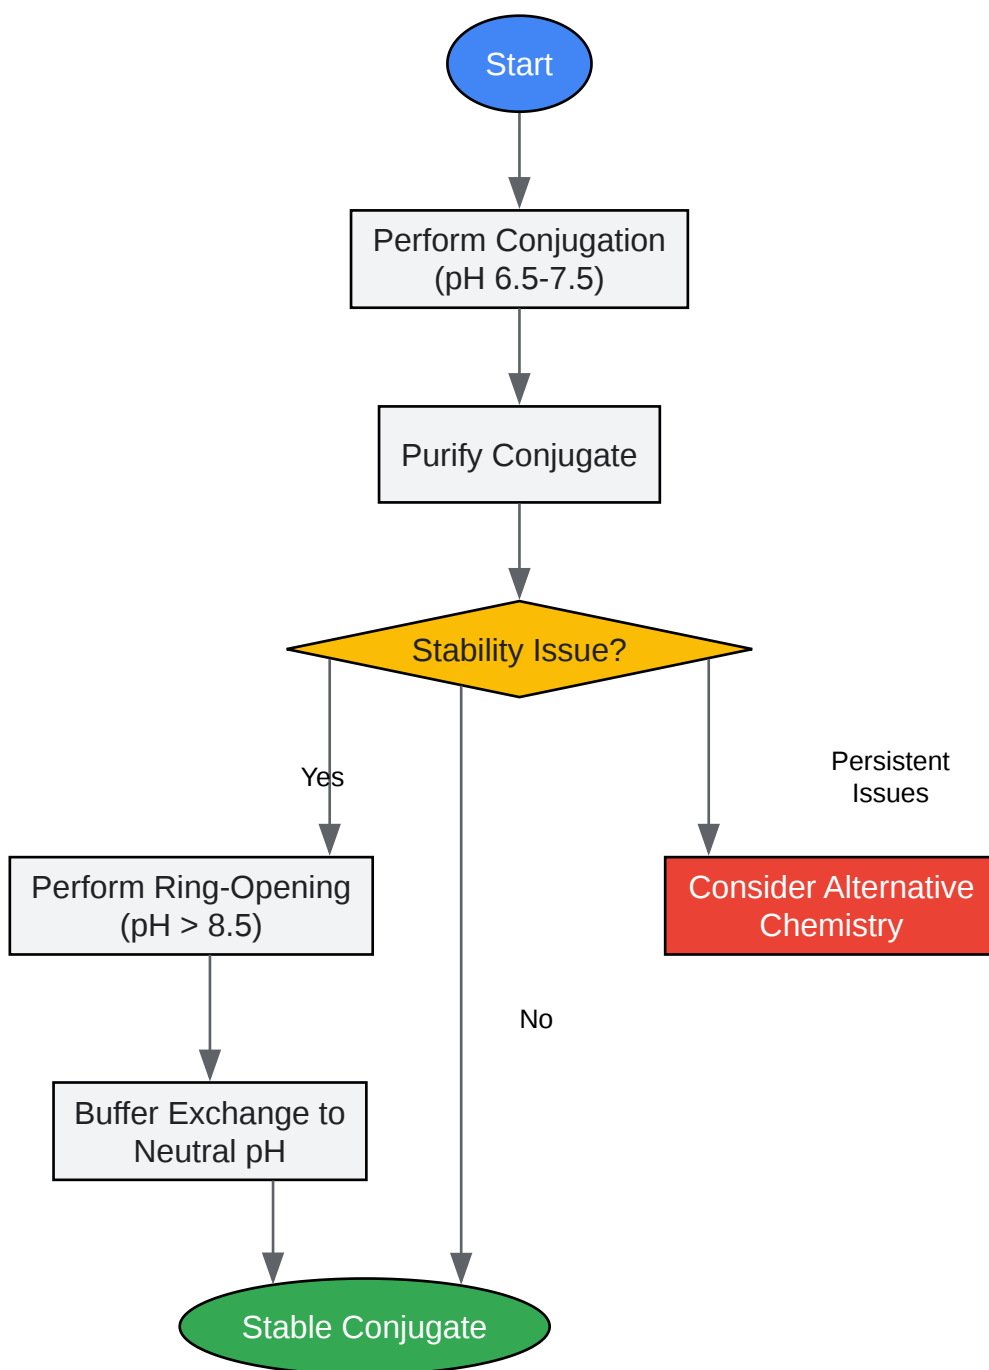 Start
Perform Conjugation
(pH 6.5-7.5)
Purify Conjugate
Stability Issue?
Yes
Persistent
Issues
Perform Ring-Opening
(pH > 8.5)
Consider Alternative
Chemistry
No
Buffer Exchange to
Neutral pH
Stable Conjugate